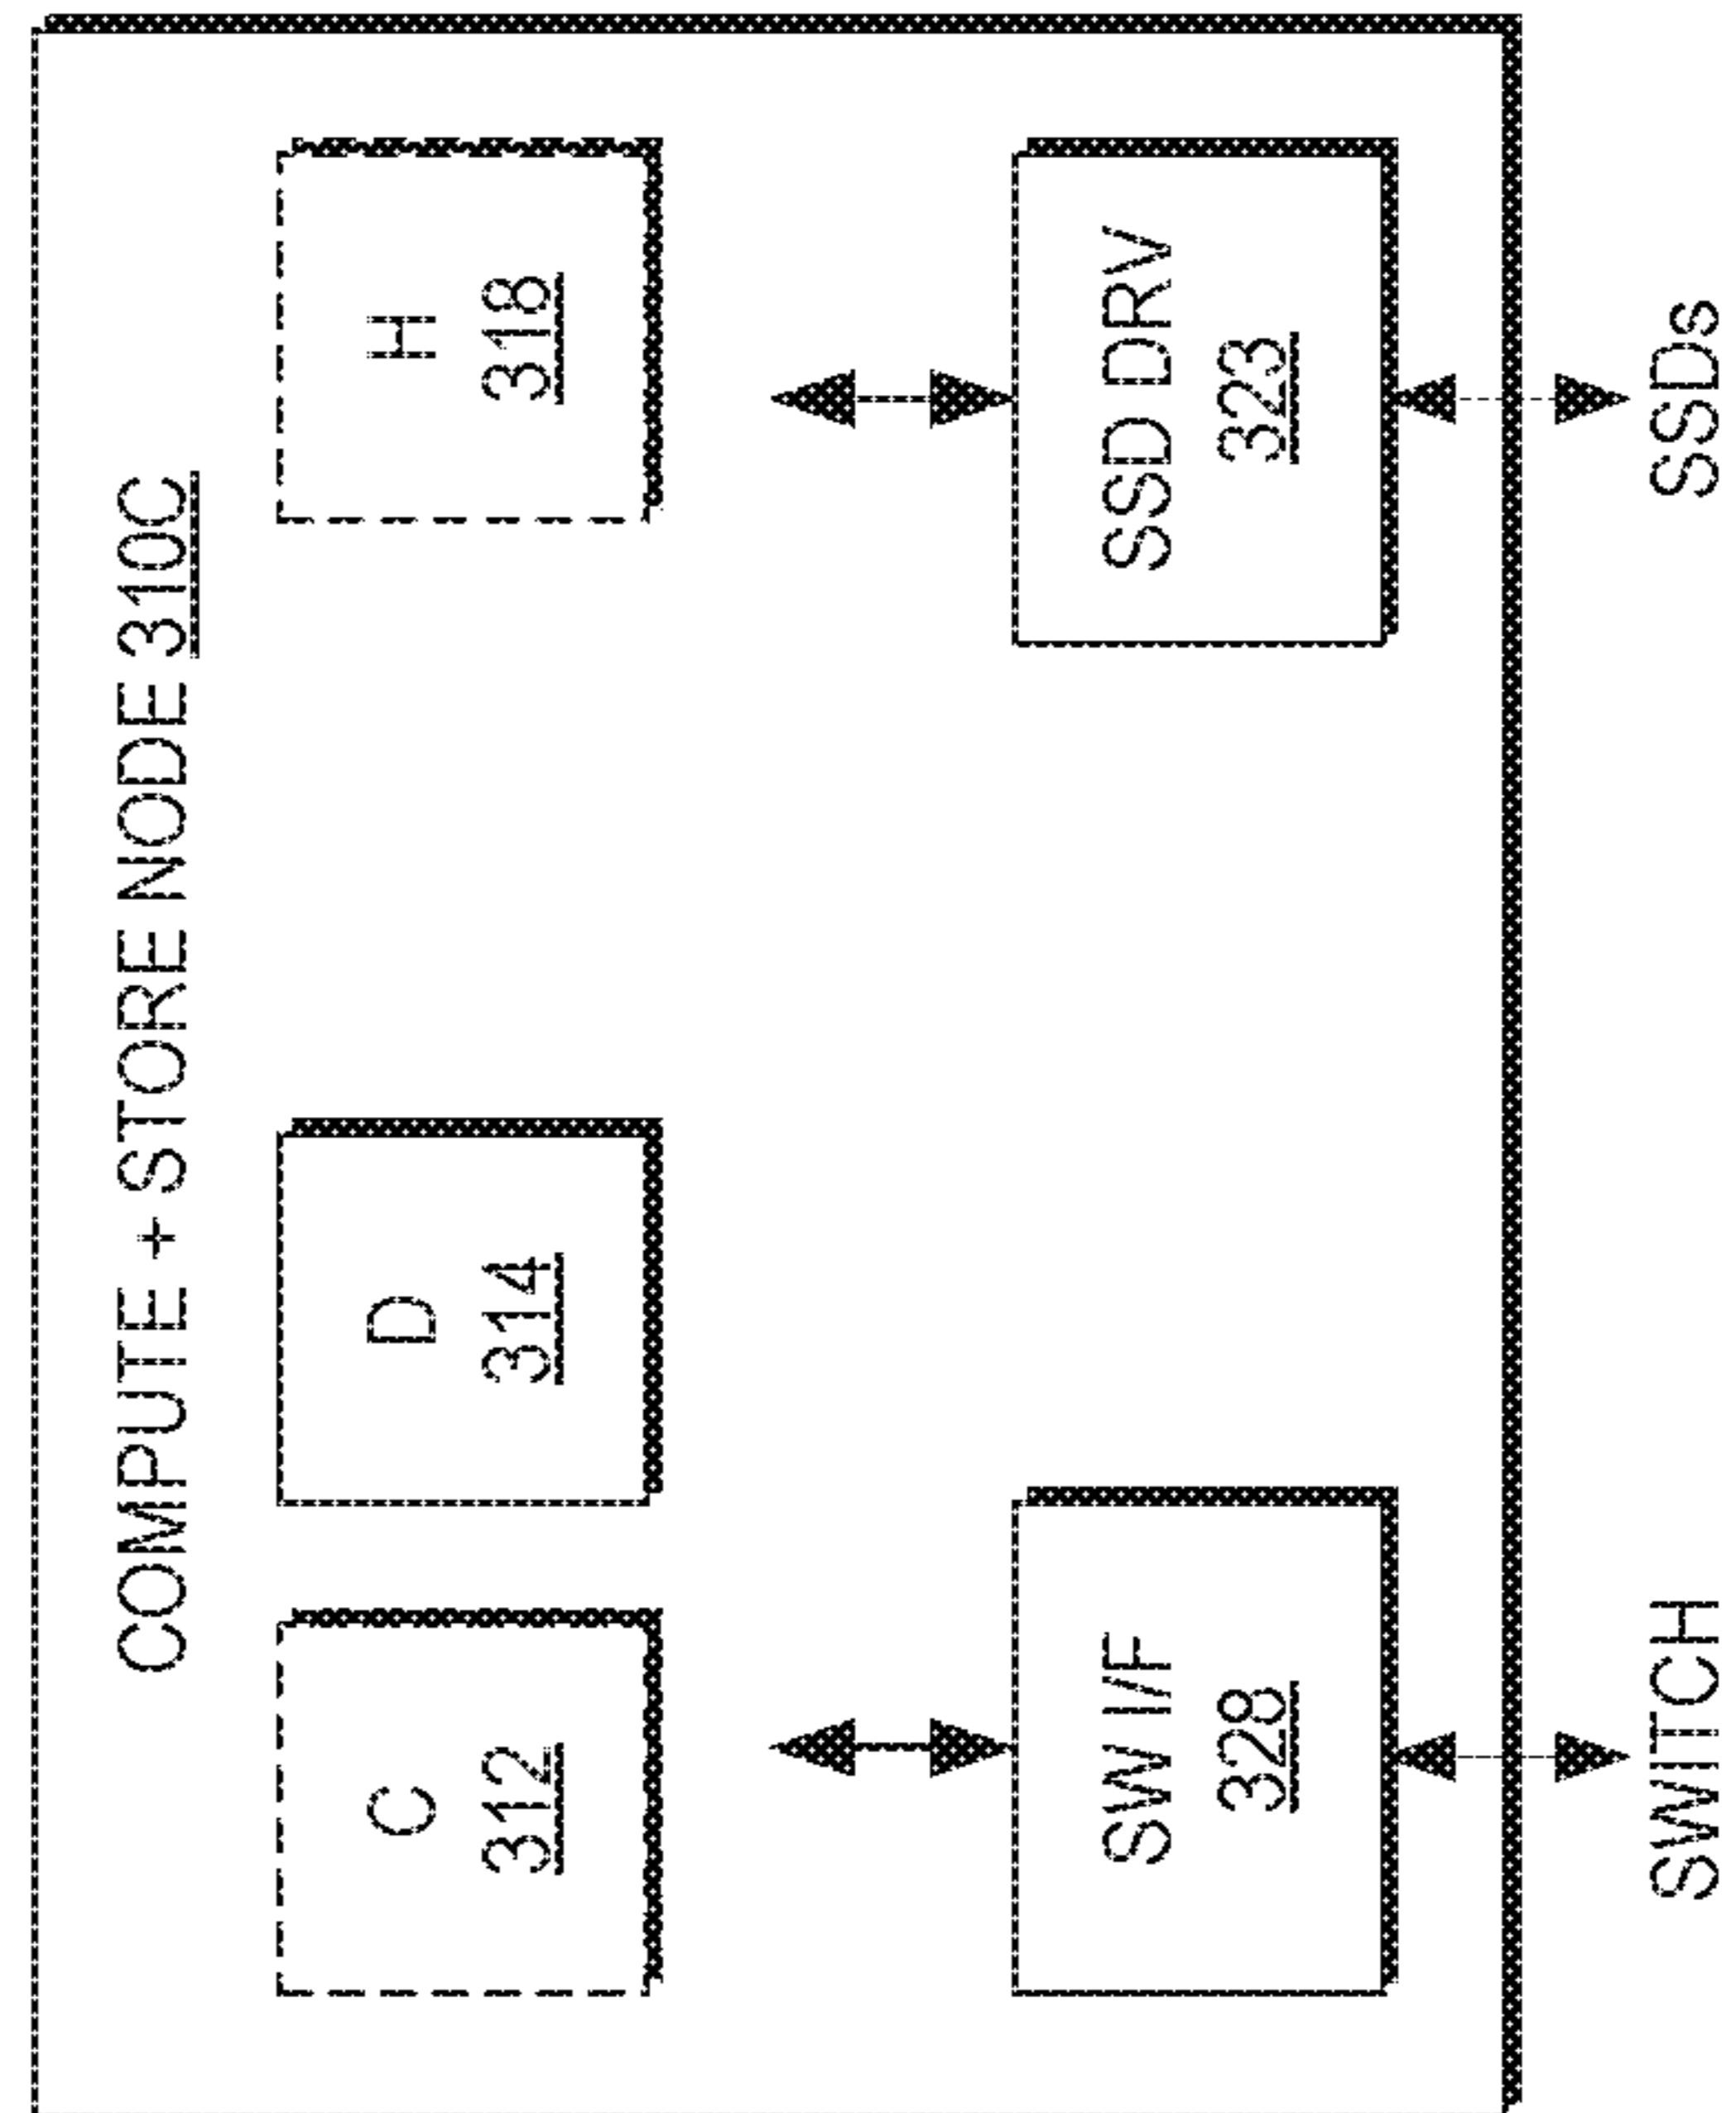 COMPUTE + STORE NODE 310C
C
312
D
314
H
318
SW I/F
328
SSD DRV
323
SWITCH
SSDs